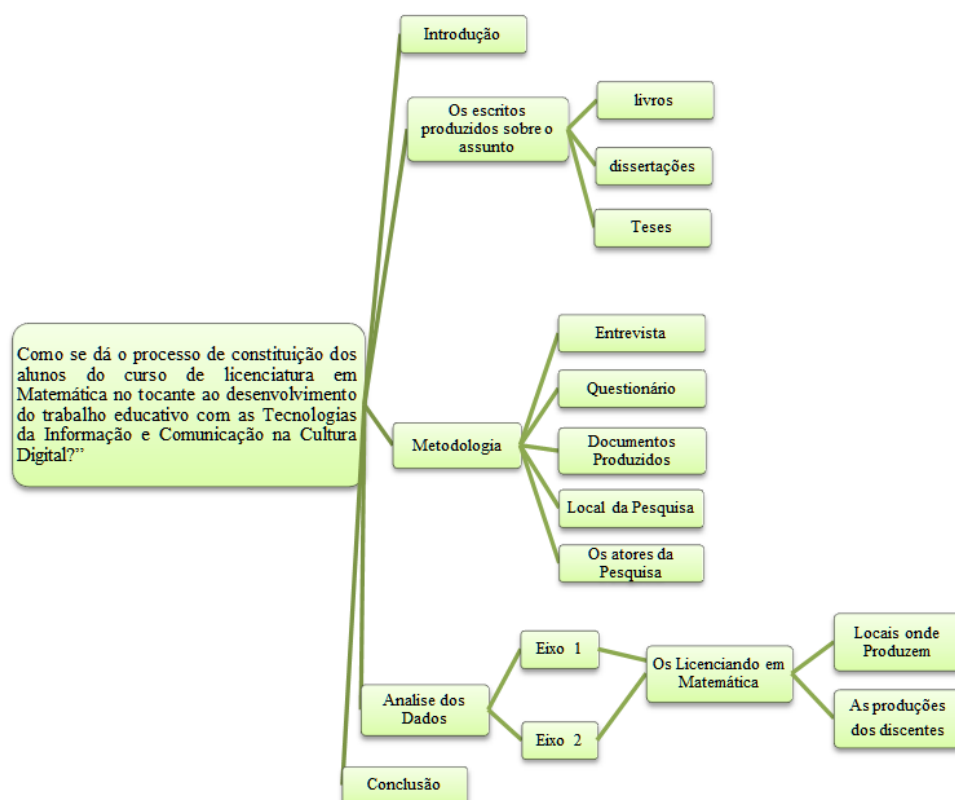 Introdução
Os escritos
produzidos sobre o
assunto
livros
dissertações
Teses
Como se dá o processo de constituição dos
alunos do curso de licenciatura em
Matemática no tocante ao desenvolvimento
do trabalho educativo com as Tecnologias
da Informação e Comunicação na Cultura
Digital?”
Metodologia
Entrevista
Questionário
Documentos
Produzidos
Local da Pesquisa
Os atores da
Pesquisa
Analise dos
Dados
Eixo 1
Eixo 2
Os Licenciando em
Matemática
Locais onde
Produzem
As produções
dos discentes
Conclusão